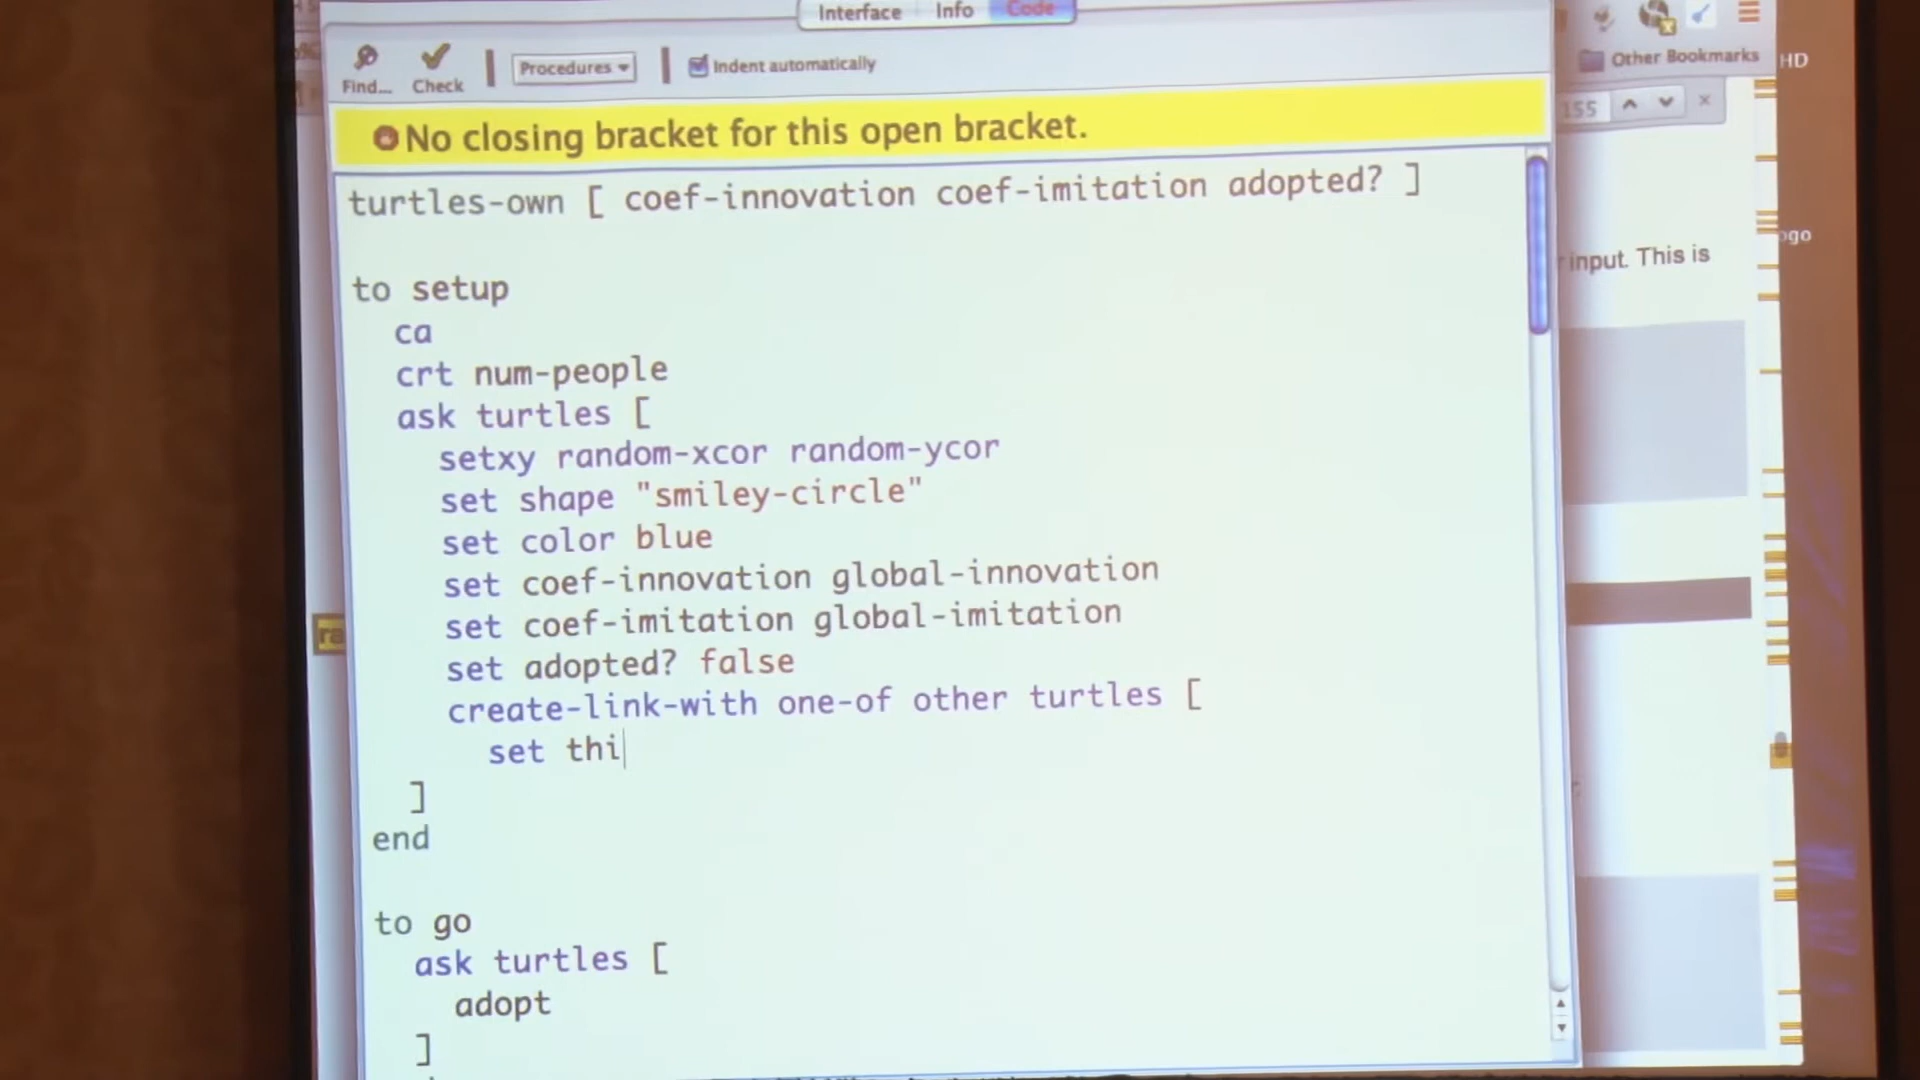 Interface Info Code
Find... Check Procedures Indent automatically
Other Bookmarks
HD
155
No closing bracket for this open bracket.
turtles-own [ coef-innovation coef-imitation adopted? ]
input. This is
to setup
ca
crt num-people
ask turtles [
setxy random-xcor random-ycor
set shape "smiley-circle"
set color blue
set coef-innovation global-innovation
set coef-imitation global-imitation
set adopted? false
create-link-with one-of other turtles [
set thi
]
end
to go
ask turtles [
adopt
]